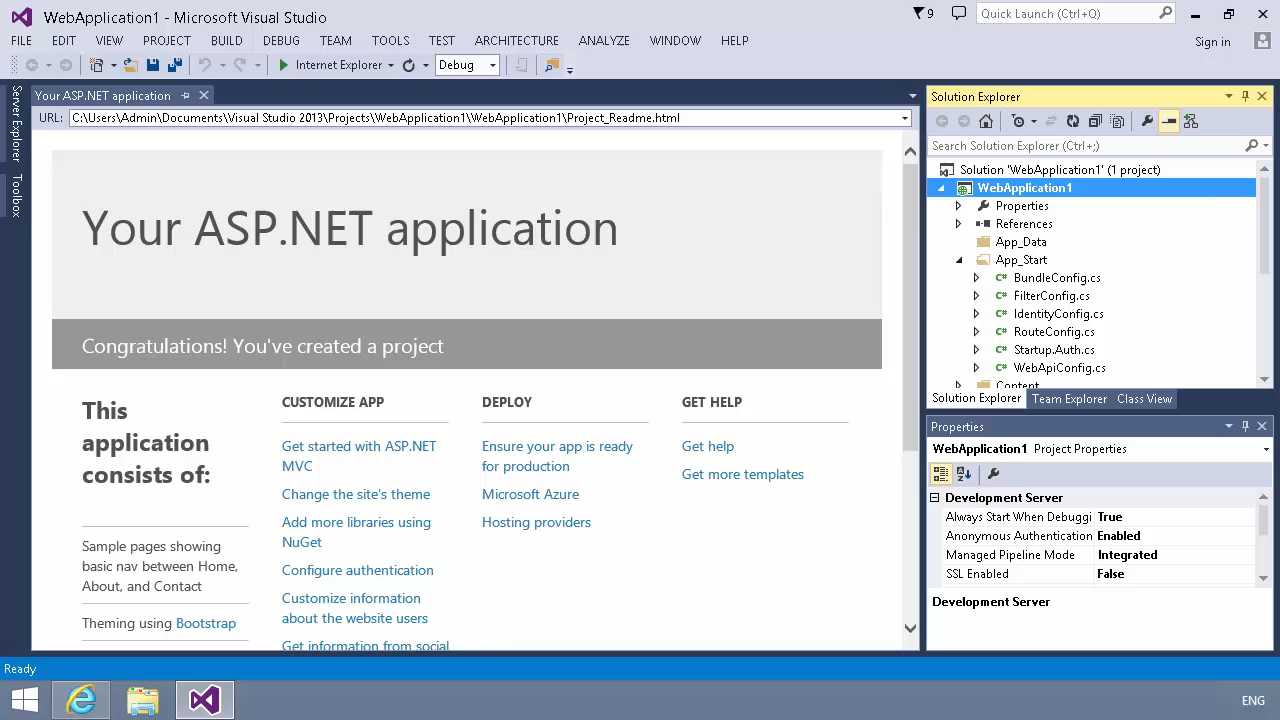 WebApplication1 - Microsoft Visual Studio
9
Quick Launch (Ctrl+Q)
FILE EDIT VIEW PROJECT BUILD DEBUG TEAM TOOLS TEST ARCHITECTURE ANALYZE WINDOW HELP
Sign in
Internet Explorer
Debug
Server Explorer
Toolbox
Your ASP.NET application
URL: C:\Users\Admin\Documents\Visual Studio 2013\Projects\WebApplication1\WebApplication1\Project_Readme.html
Your ASP.NET application
Congratulations! You've created a project
This
application
consists of:
Sample pages showing
basic nav between Home,
About, and Contact
Theming using Bootstrap
CUSTOMIZE APP
Get started with ASP.NET
MVC
Change the site's theme
Add more libraries using
NuGet
Configure authentication
Customize information
about the website users
Get information from social
DEPLOY
Ensure your app is ready
for production
Microsoft Azure
Hosting providers
GET HELP
Get help
Get more templates
Solution Explorer
Search Solution Explorer (Ctrl+;)
Solution 'WebApplication1' (1 project)
WebApplication1
Properties
References
App_Data
App_Start
C# BundleConfig.cs
C# FilterConfig.cs
C# IdentityConfig.cs
C# RouteConfig.cs
C# Startup.Auth.cs
C# WebApiConfig.cs
Content
Solution Explorer Team Explorer Class View
Properties
WebApplication1 Project Properties
Development Server
Always Start When Debuggi True
Anonymous Authentication Enabled
Managed Pipeline Mode Integrated
SSL Enabled False
Development Server
Ready
ENG